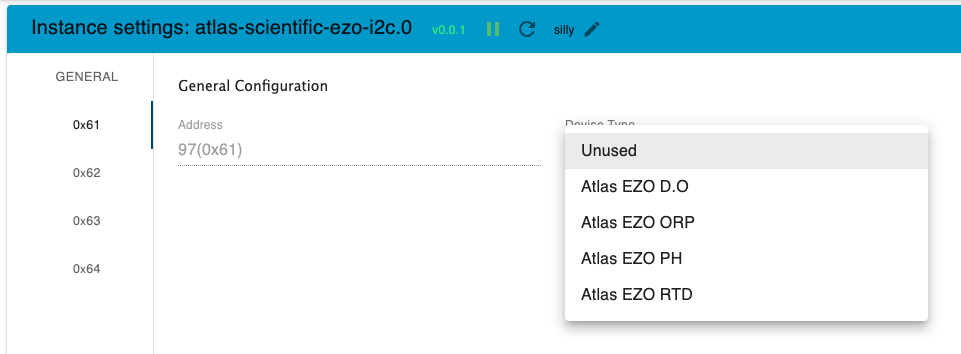 Instance settings: atlas-scientific-ezo-i2c.0 v0.0.1 silly
GENERAL
0x61
0x62
0x63
0x64
General Configuration
Address
97(0x61)
Device Type
Unused
Atlas EZO D.O
Atlas EZO ORP
Atlas EZO PH
Atlas EZO RTD